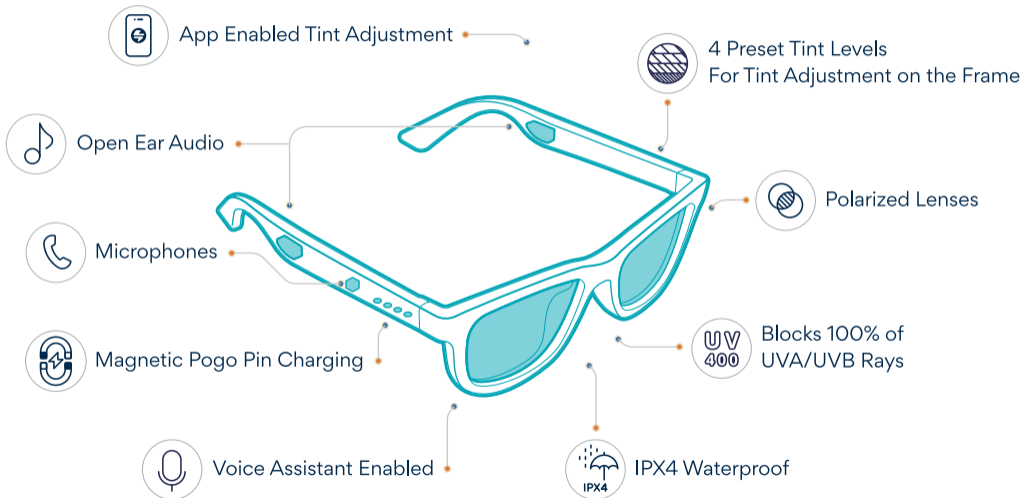 App Enabled Tint Adjustment
4 Preset Tint Levels
For Tint Adjustment on the Frame
Open Ear Audio
Polarized Lenses
Microphones
UV
400
Blocks 100% of
UVA/UVB Rays
Magnetic Pogo Pin Charging
Voice Assistant Enabled
IPX4
IPX4 Waterproof